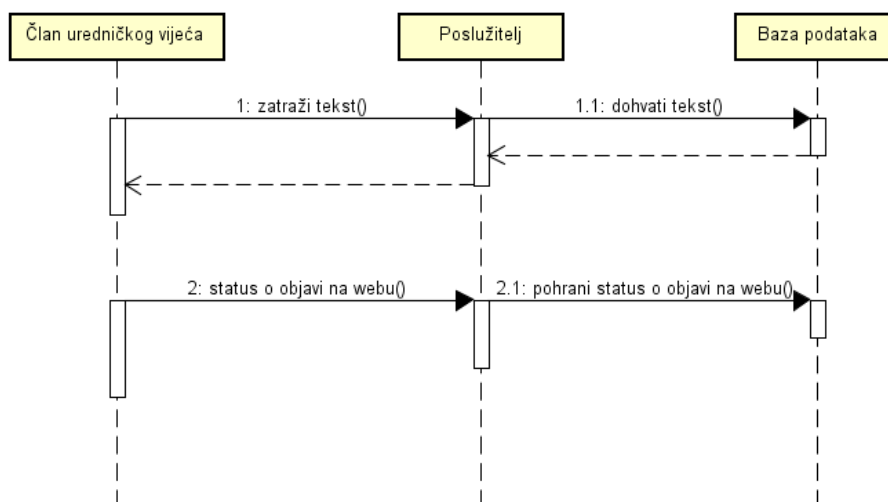 Član uredničkog vijeća
Poslužitelj
Baza podataka
1: zatraži tekst()
1.1: dohvati tekst()
2: status o objavi na webu()
2.1: pohrani status o objavi na webu()